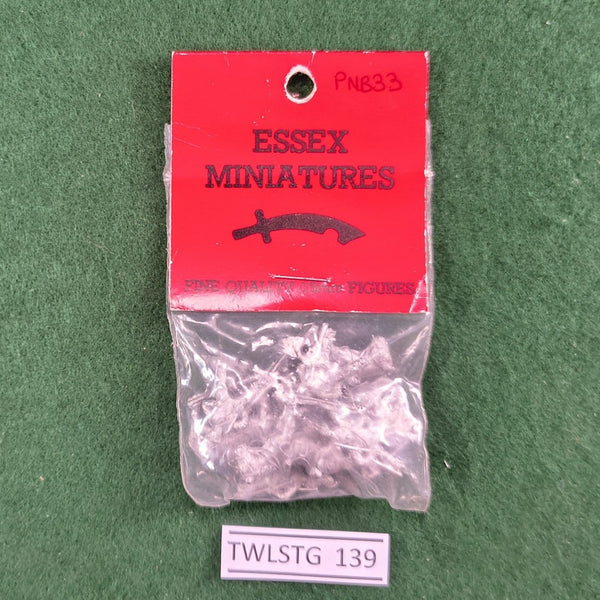 PNB33
ESSEX
MINIATURES
FINE QUALITY FIGURES
TWLSTG 139